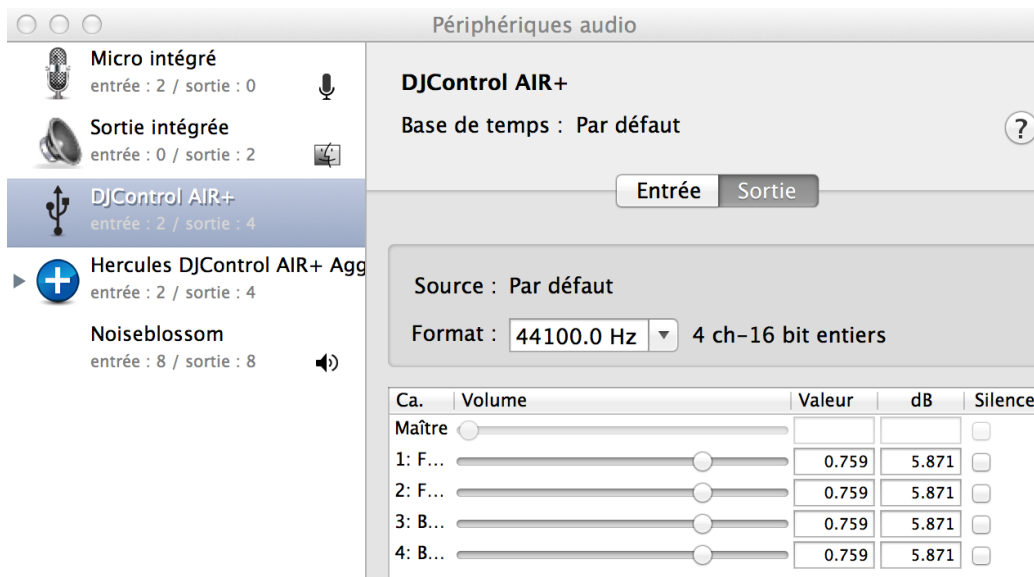 Périphériques audio
Micro intégré
entrée : 2 / sortie : 0
Sortie intégrée
entrée : 0 / sortie : 2
DJControl AIR+
entrée : 2 / sortie : 4
Hercules DJControl AIR+ Agg
entrée : 2 / sortie : 4
Noiseblossom
entrée : 8 / sortie : 8
DJControl AIR+
Base de temps : Par défaut
?
Entrée Sortie
Source : Par défaut
Format : 44100.0 Hz 4 ch-16 bit entiers
Ca. Volume Valeur dB Silence
Maître
1: F... 0.759 5.871
2: F... 0.759 5.871
3: B... 0.759 5.871
4: B... 0.759 5.871